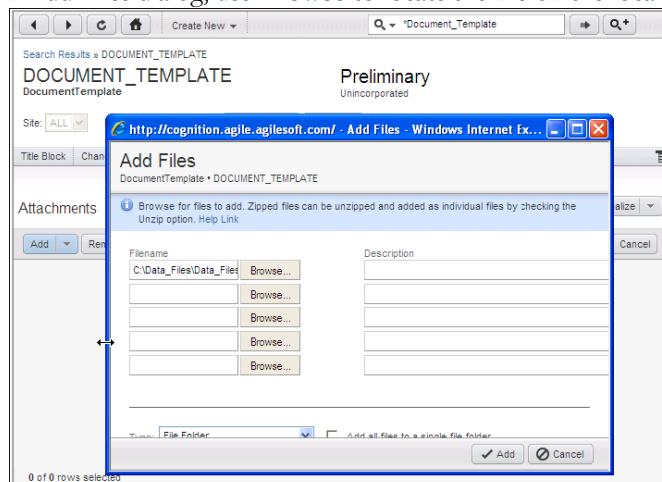 Create New
*Document_Template
Search Results » DOCUMENT_TEMPLATE
DOCUMENT_TEMPLATE
Preliminary
DocumentTemplate
Unincorporated
Site: ALL
http://cognition.agile.agilesoft.com/ - Add Files - Windows Internet Ex...
Title Block Chan
Add Files
DocumentTemplate • DOCUMENT_TEMPLATE
Attachments
Browse for files to add. Zipped files can be unzipped and added as individual files by checking the
Unzip option. Help Link
alize
Add Ren
Cancel
Filename Description
C:\Data_Files\Data_Files Browse...
Browse...
Browse...
Browse...
Browse...
Type: File Folder Add all files to a single file folder
Add Cancel
0 of 0 rows selected